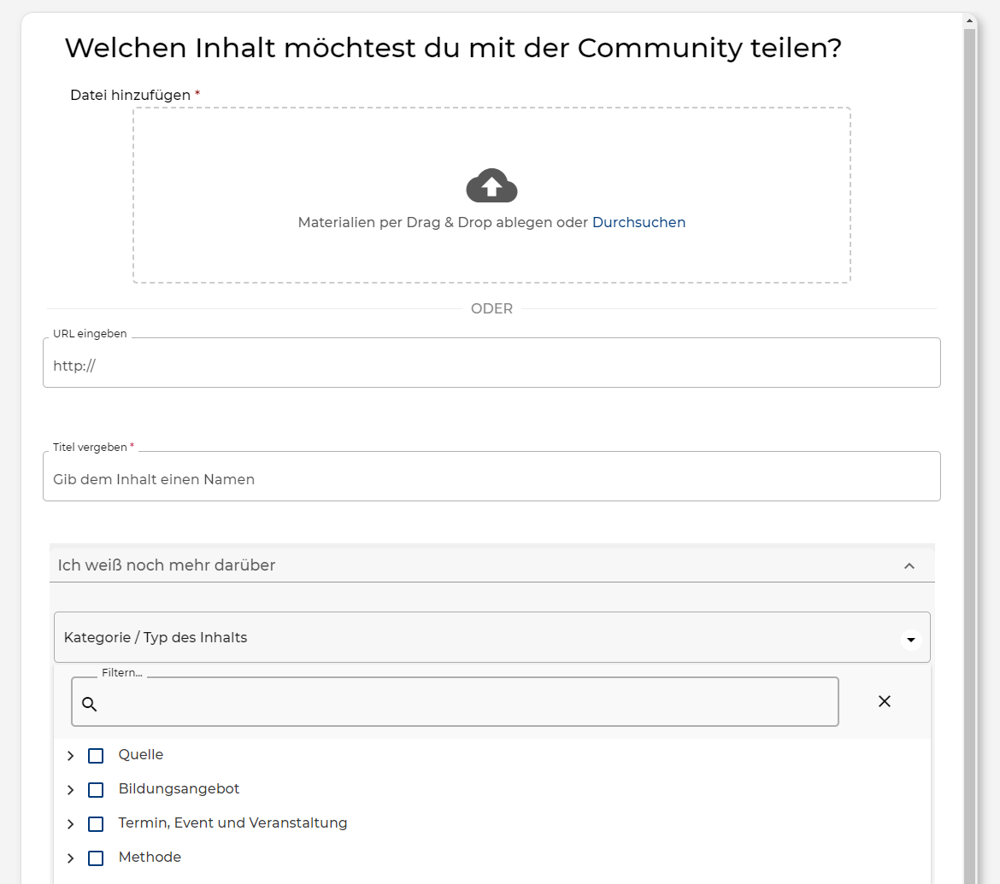 Welchen Inhalt möchtest du mit der Community teilen?
Datei hinzufügen *
Materialien per Drag & Drop ablegen oder Durchsuchen
ODER
URL eingeben
http://
Titel vergeben *
Gib dem Inhalt einen Namen
Ich weiß noch mehr darüber
Kategorie / Typ des Inhalts
Filtern...
Quelle
Bildungsangebot
Termin, Event und Veranstaltung
Methode